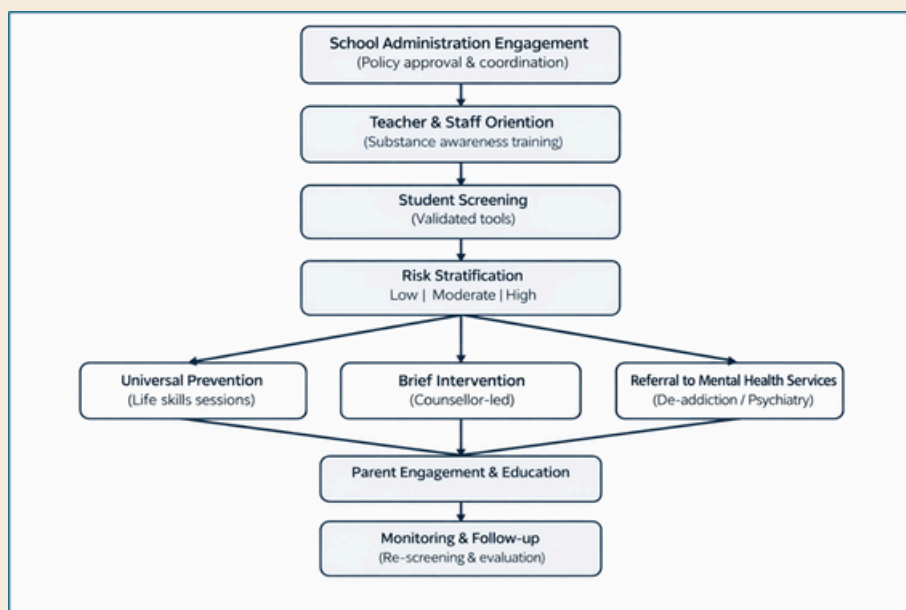 School Administration Engagement
(Policy approval & coordination)
Teacher & Staff Oriention
(Substance awareness training)
Student Screening
(Validated tools)
Risk Stratification
Low | Moderate | High
Universal Prevention
(Life skills sessions)
Brief Intervention
(Counsellor-led)
Referral to Mental Health Services
(De-addiction / Psychiatry)
Parent Engagement & Education
Monitoring & Follow-up
(Re-screening & evaluation)